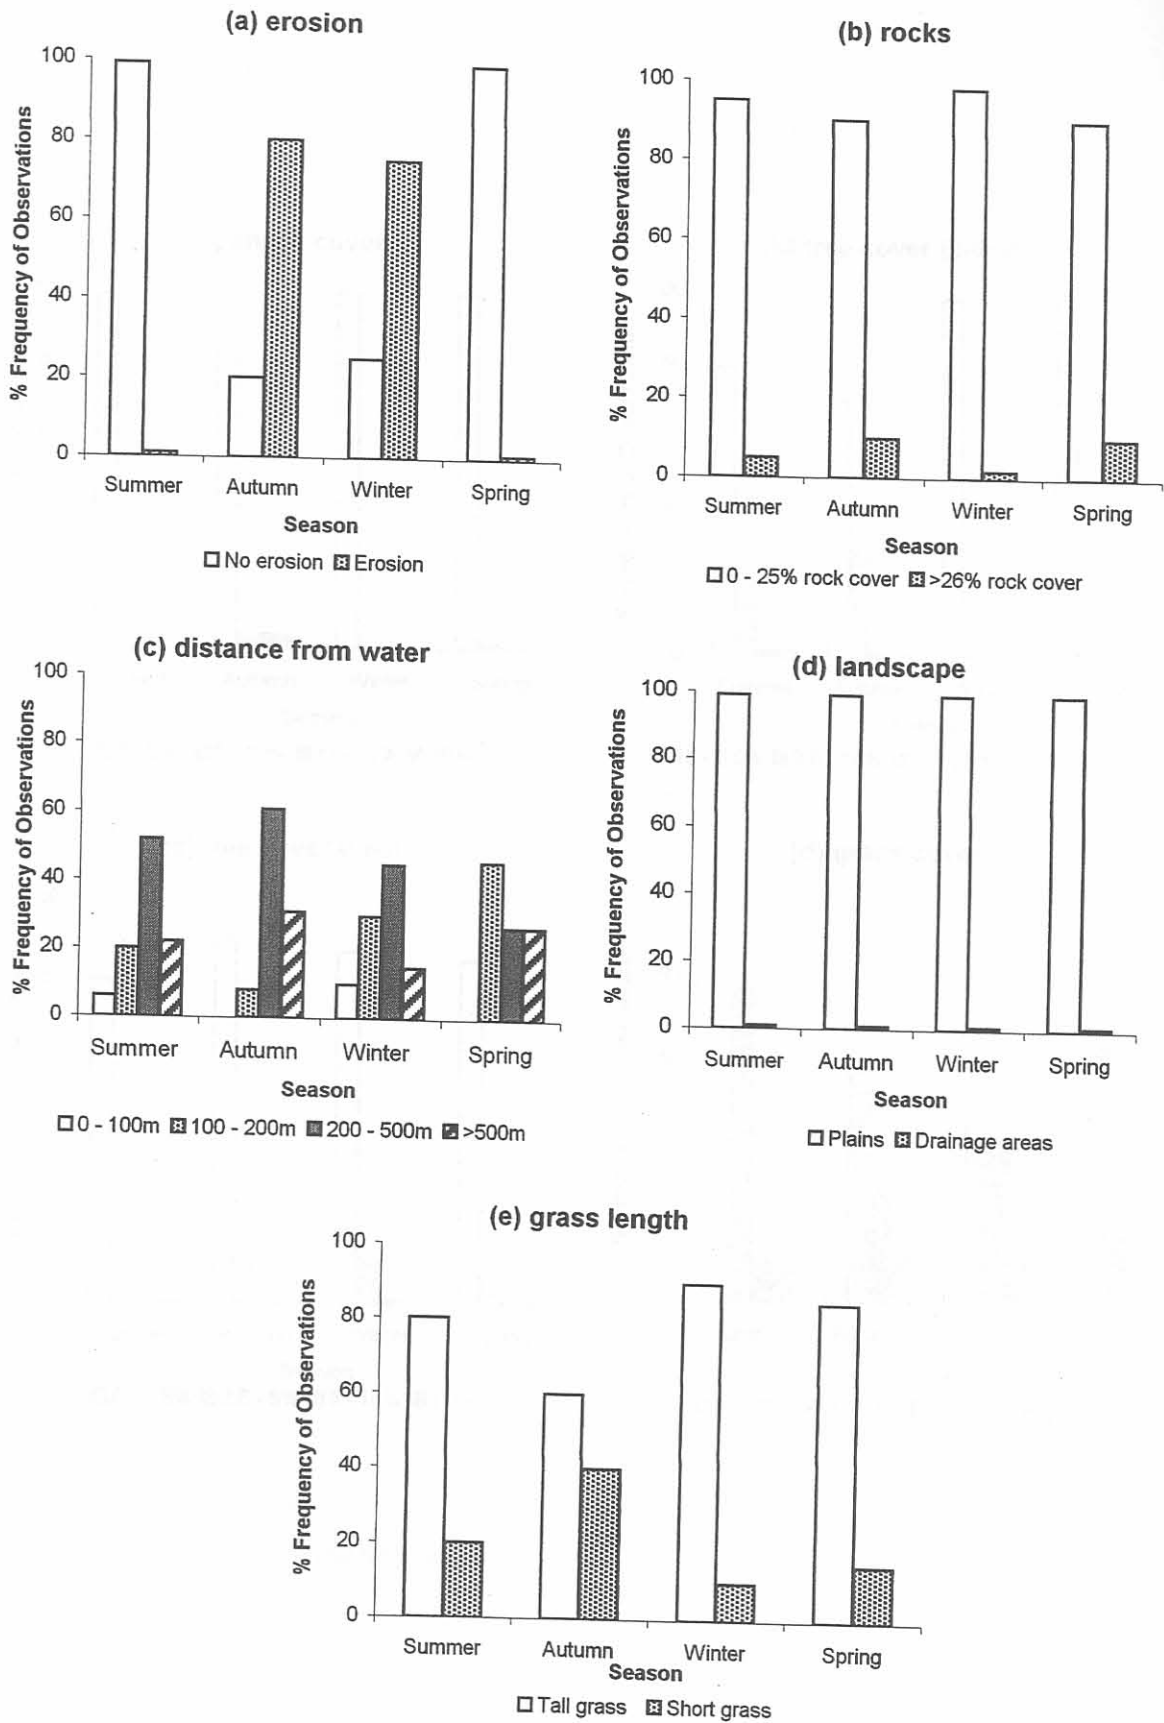 (a) erosion
100
80
60
40
20
0
% Frequency of Observations
Summer Autumn Winter Spring
Season
No erosion Erosion
(b) rocks
100
80
60
40
20
0
% Frequency of Observations
Summer Autumn Winter Spring
Season
0 - 25% rock cover >26% rock cover
(c) distance from water
100
80
60
40
20
0
% Frequency of Observations
Summer Autumn Winter Spring
Season
0 - 100m 100 - 200m 200 - 500m >500m
(d) landscape
100
80
60
40
20
0
% Frequency of Observations
Summer Autumn Winter Spring
Season
Plains Drainage areas
(e) grass length
100
80
60
40
20
0
% Frequency of Observations
Summer Autumn Winter Spring
Season
Tall grass Short grass